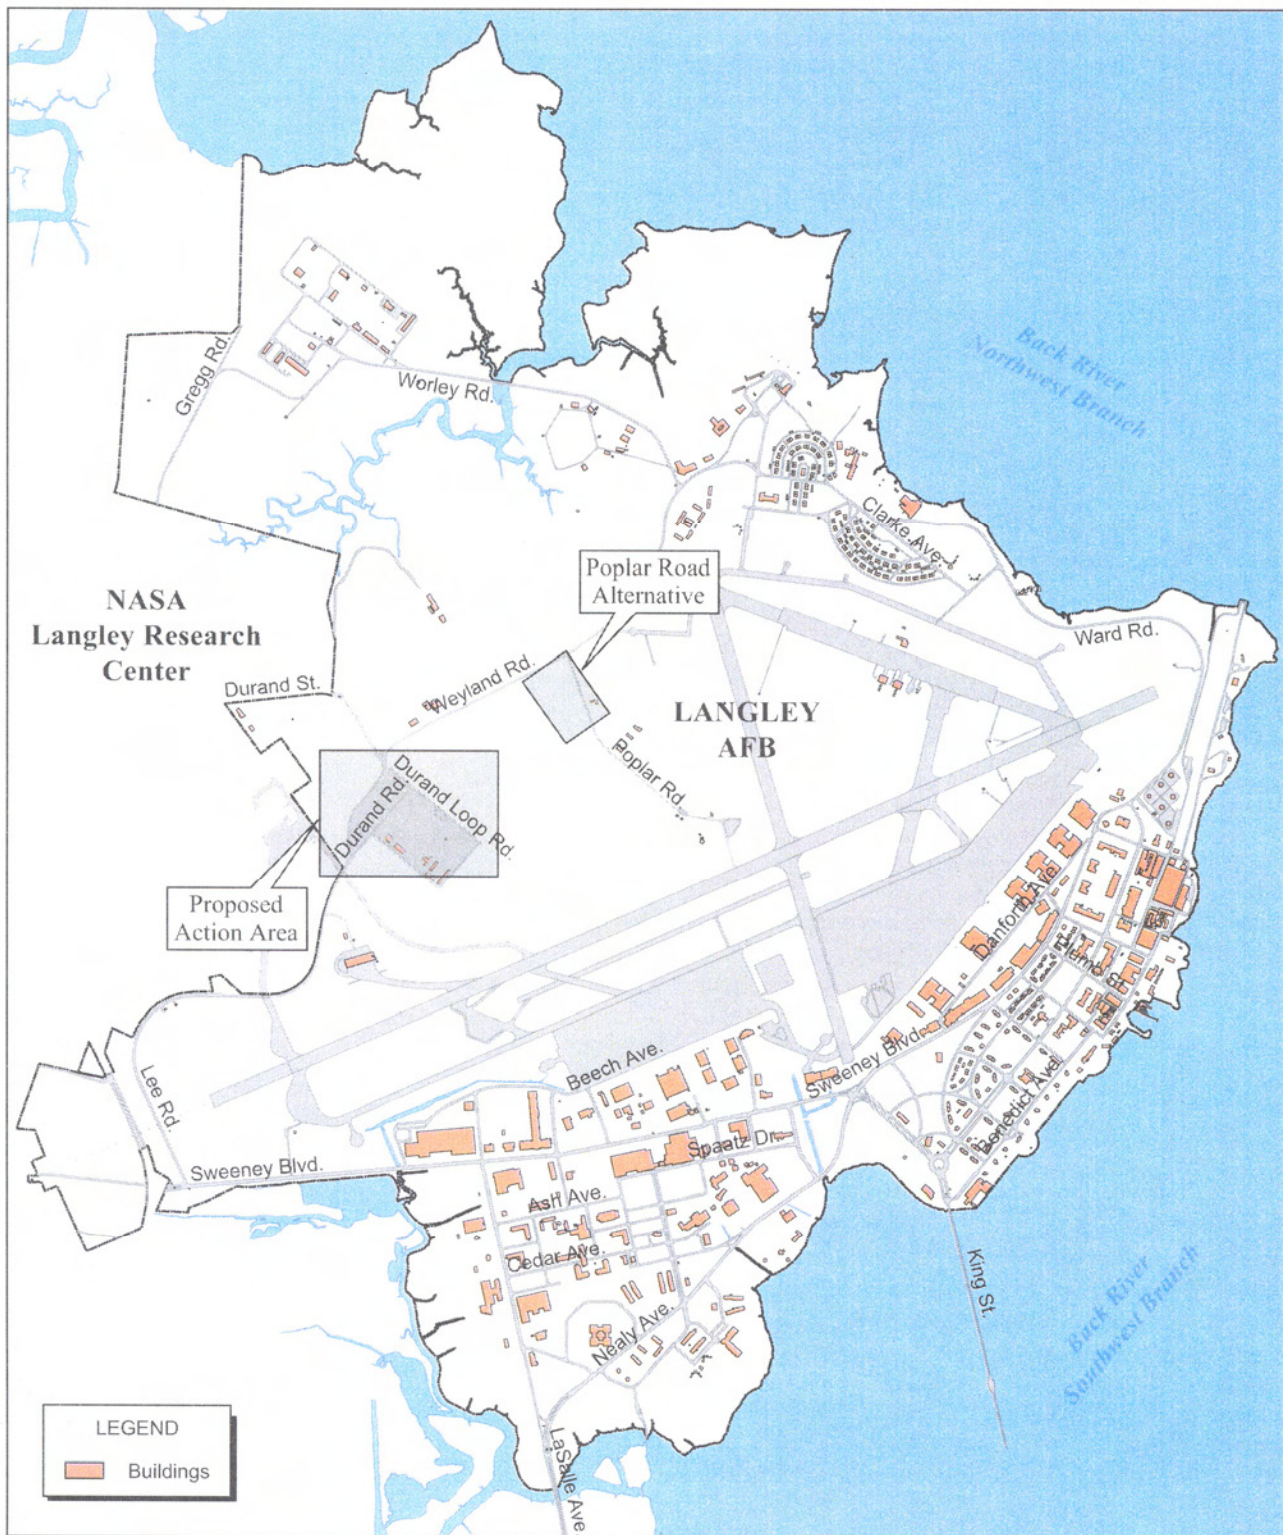 Back River
Northwest Branch
Gregg Rd.
Worley Rd.
Clarke Ave.
Poplar Road
Alternative
NASA
Langley Research
Center
Ward Rd.
Durand St.
Weyland Rd.
LANGLEY
AFB
Poplar Rd.
Durand Loop Rd.
Durand Rd.
Proposed
Action Area
Danforth Ave.
St.
Lee Rd.
Beech Ave.
Sweeney Blvd.
Benedict Ave.
Spaatz Dr.
Sweeney Blvd.
Ash Ave.
Cedar Ave.
King St.
Back River
Southwest Branch
Nealy Ave.
LEGEND
Buildings
LaSalle Ave